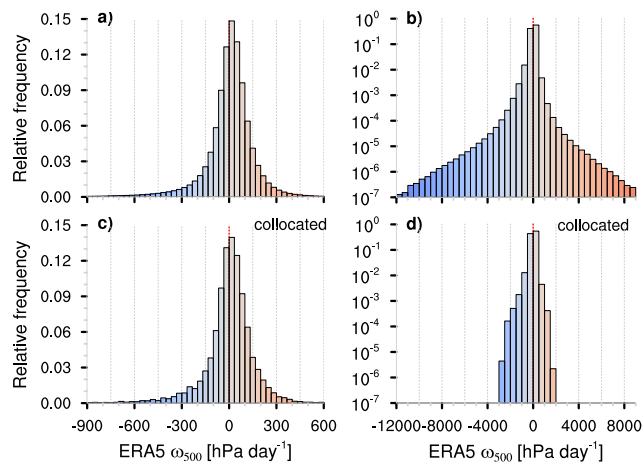 a)
0.15
0.12
0.09
0.06
0.03
0.00
Relative frequency
b)
10⁰
10⁻¹
10⁻²
10⁻³
10⁻⁴
10⁻⁵
10⁻⁶
10⁻⁷
c)
collocated
0.15
0.12
0.09
0.06
0.03
0.00
Relative frequency
-900 -600 -300 0 300 600
ERA5 ω₅₀₀ [hPa day⁻¹]
d)
collocated
10⁰
10⁻¹
10⁻²
10⁻³
10⁻⁴
10⁻⁵
10⁻⁶
10⁻⁷
-12000 -8000 -4000 0 4000 8000
ERA5 ω₅₀₀ [hPa day⁻¹]